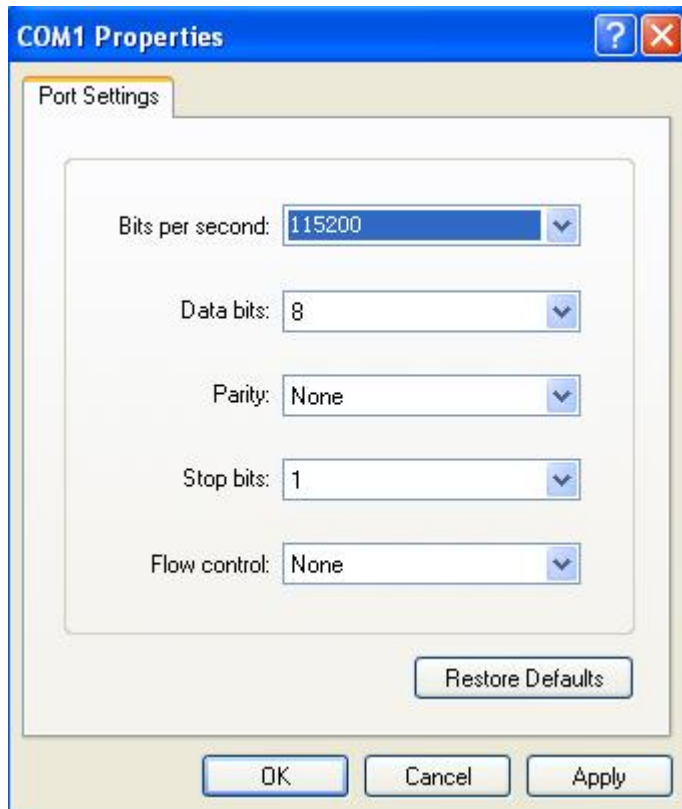 COM1 Properties
Port Settings
Bits per second: 115200
Data bits: 8
Parity: None
Stop bits: 1
Flow control: None
Restore Defaults
OK Cancel Apply